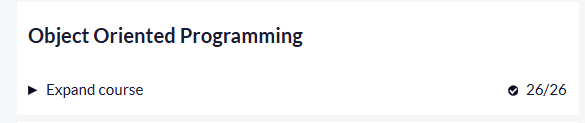 Object Oriented Programming
Expand course 26/26